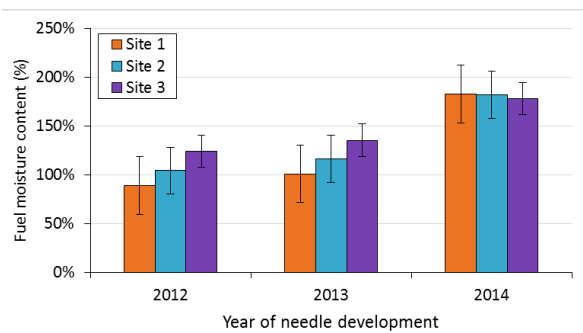 250%
200%
150%
100%
50%
0%
Fuel moisture content (%)
Site 1
Site 2
Site 3
2012 2013 2014
Year of needle development